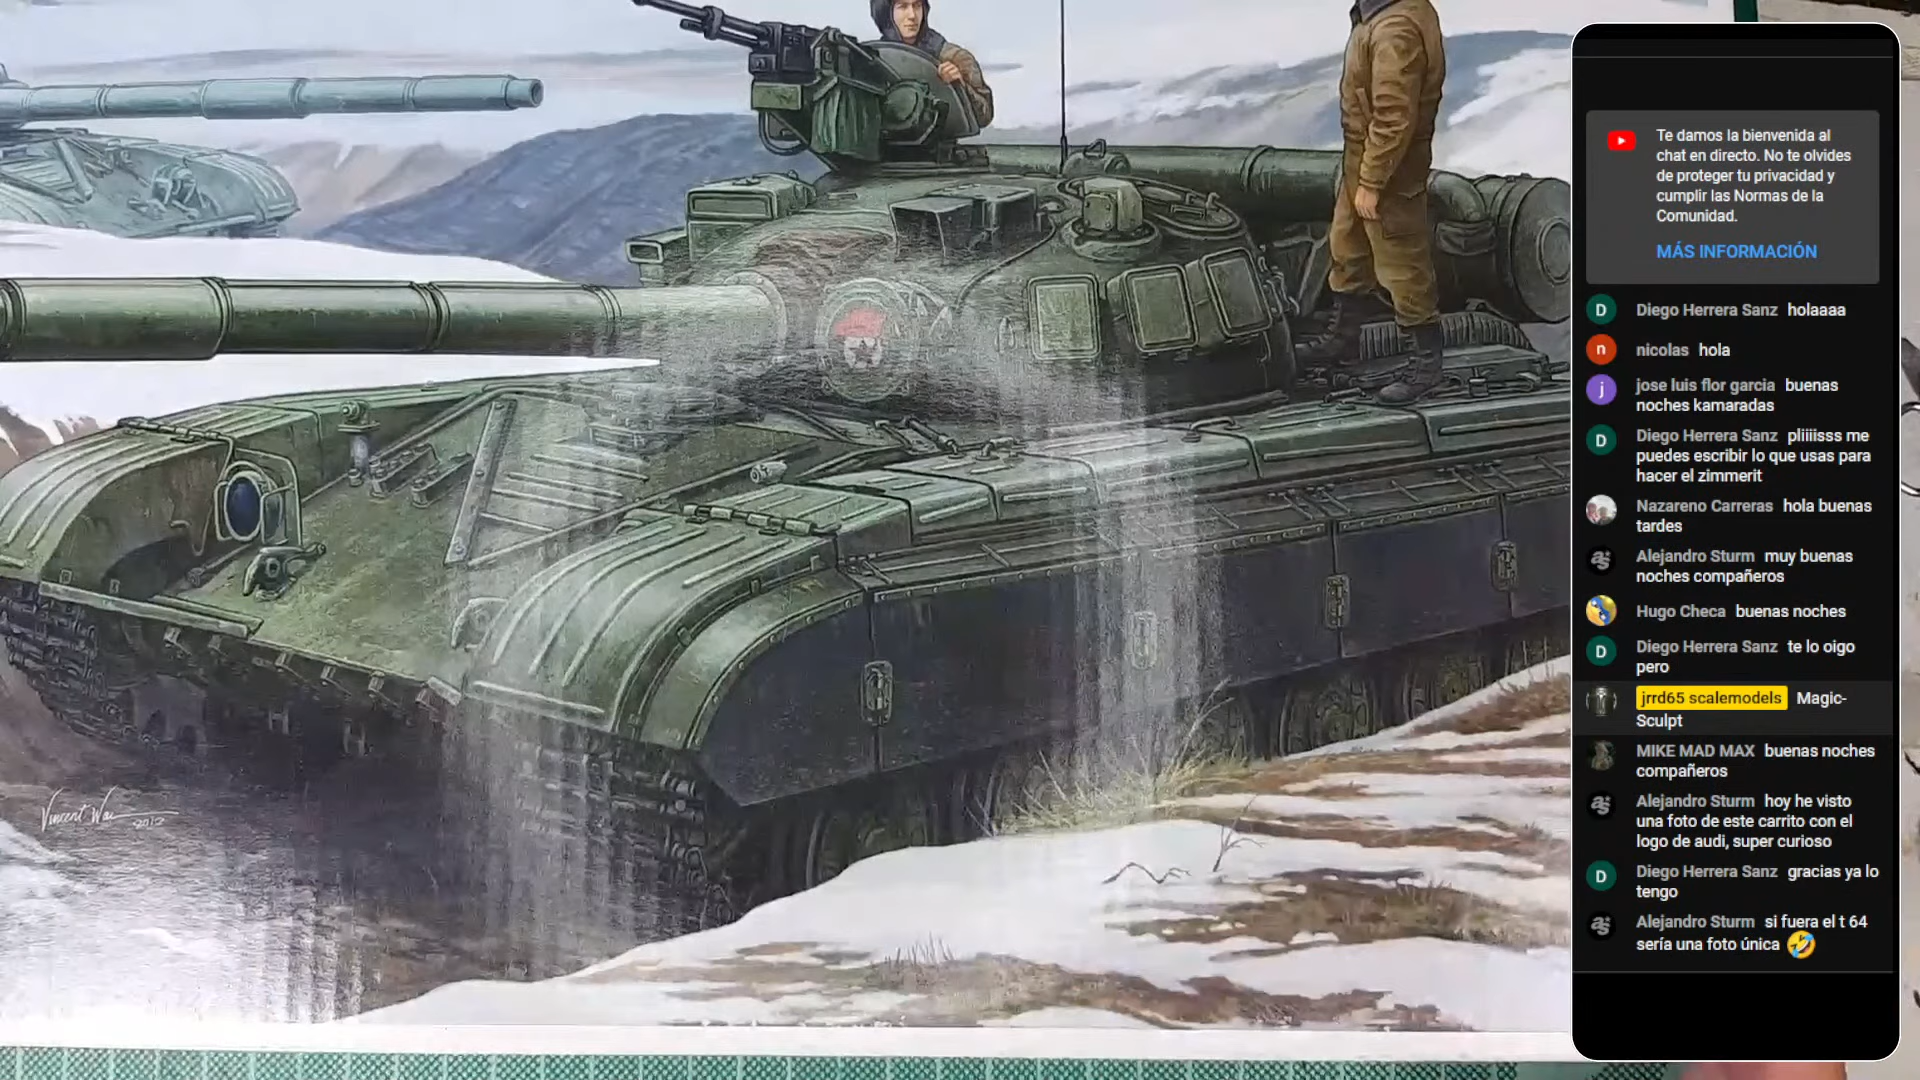 Te damos la bienvenida al
chat en directo. No te olvides
de proteger tu privacidad y
cumplir las Normas de la
Comunidad.
MÁS INFORMACIÓN
Diego Herrera Sanz holaaaa
nicolas hola
jose luis flor garcia buenas
noches kamaradas
Diego Herrera Sanz pliiiisss me
puedes escribir lo que usas para
hacer el zimmerit
Nazareno Carreras hola buenas
tardes
Alejandro Sturm muy buenas
noches compañeros
Hugo Checa buenas noches
Diego Herrera Sanz te lo oigo
pero
jrrd65 scalemodels Magic-
Sculpt
MIKE MAD MAX buenas noches
compañeros
Alejandro Sturm hoy he visto
una foto de este carrito con el
logo de audi, super curioso
Diego Herrera Sanz gracias ya lo
tengo
Alejandro Sturm si fuera el t 64
sería una foto única 🤣
Vincent Wai
2012